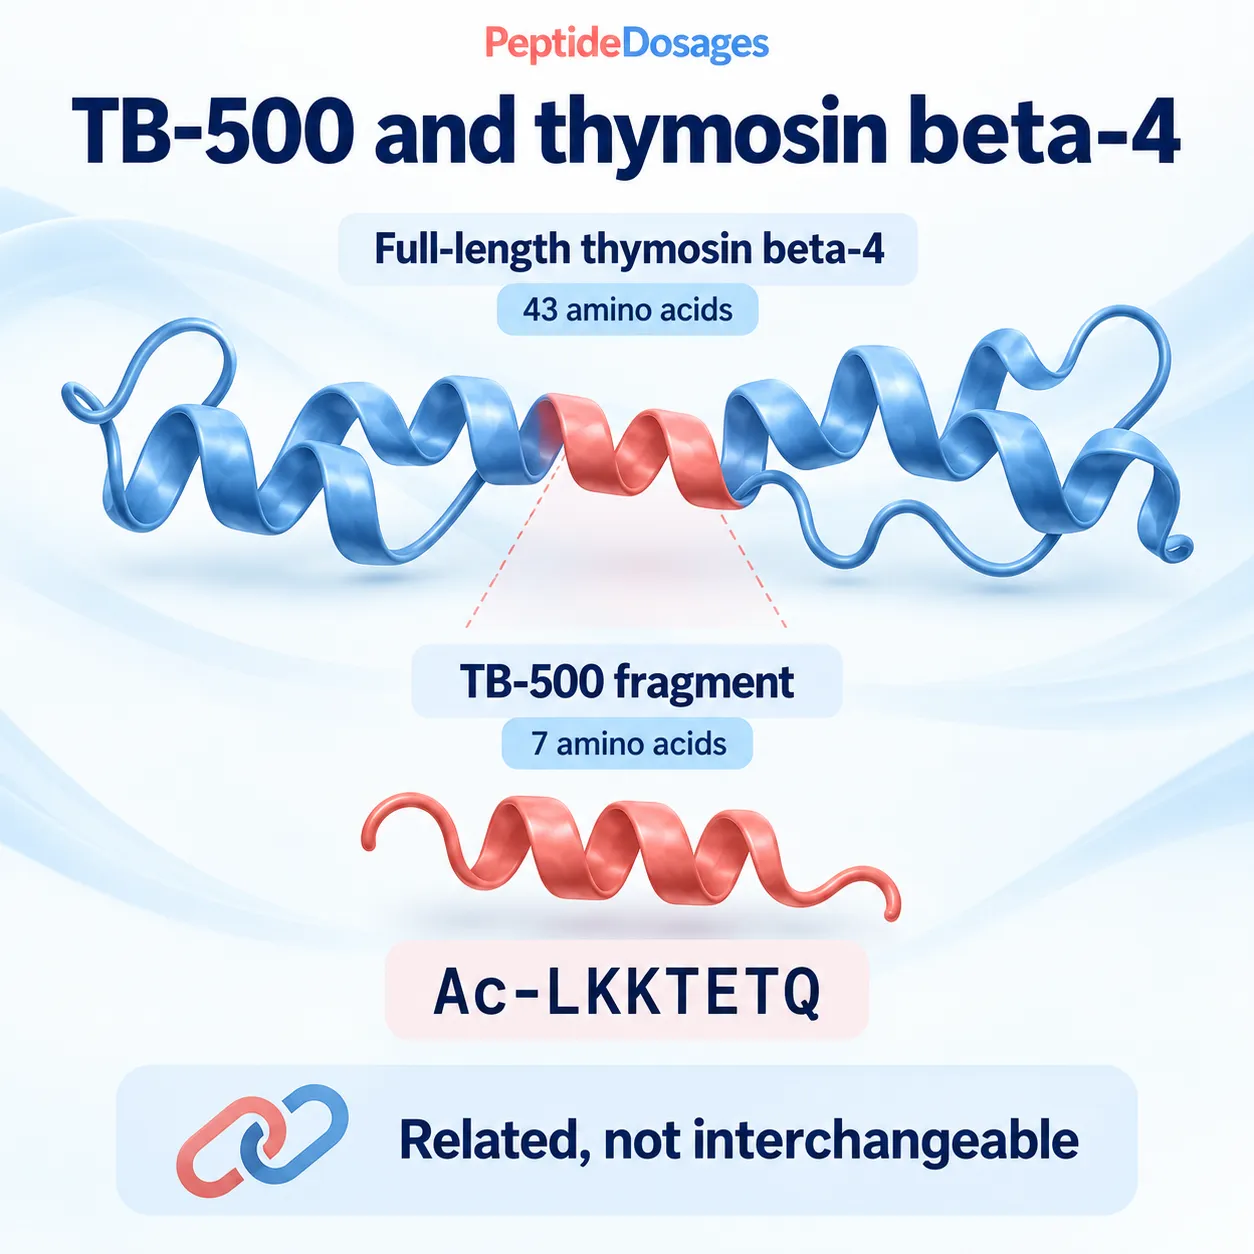 PeptideDosages
TB-500 and thymosin beta-4
Full-length thymosin beta-4
43 amino acids
TB-500 fragment
7 amino acids
Ac-LKKTETQ
Related, not interchangeable